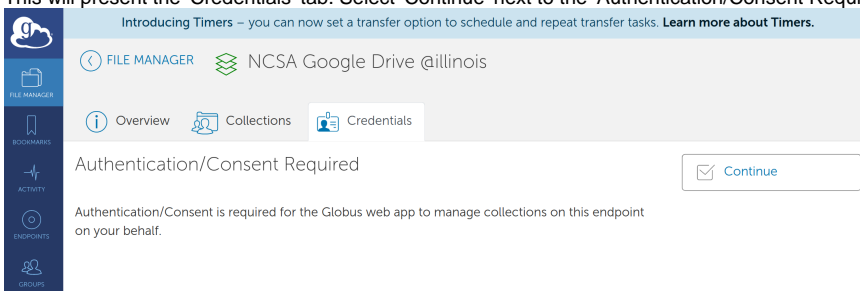 This will present the 'Credentials' tab. Select 'Continue' next to the 'Authentication/Consent Requi
Introducing Timers – you can now set a transfer option to schedule and repeat transfer tasks. Learn more about Timers.
FILE MANAGER NCSA Google Drive @illinois
FILE MANAGER
Overview Collections Credentials
BOOKMARKS
Authentication/Consent Required Continue
ACTIVITY
Authentication/Consent is required for the Globus web app to manage collections on this endpoint
on your behalf.
ENDPOINTS
GROUPS